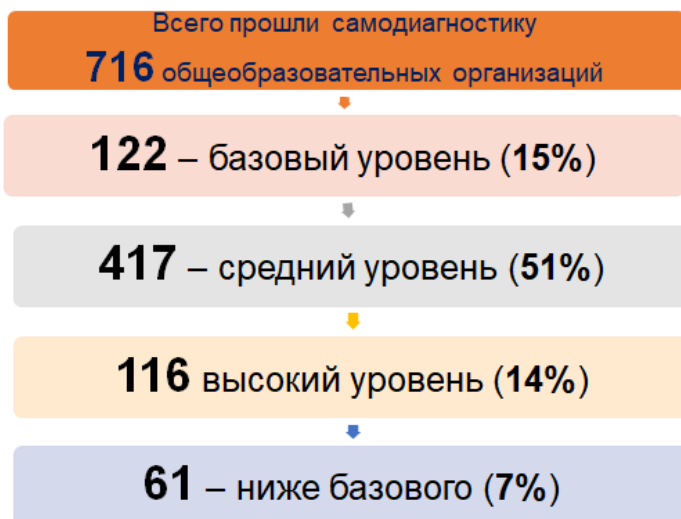 Всего прошли самодиагностику
716 общеобразовательных организаций
122 – базовый уровень (15%)
417 – средний уровень (51%)
116 высокий уровень (14%)
61 – ниже базового (7%)